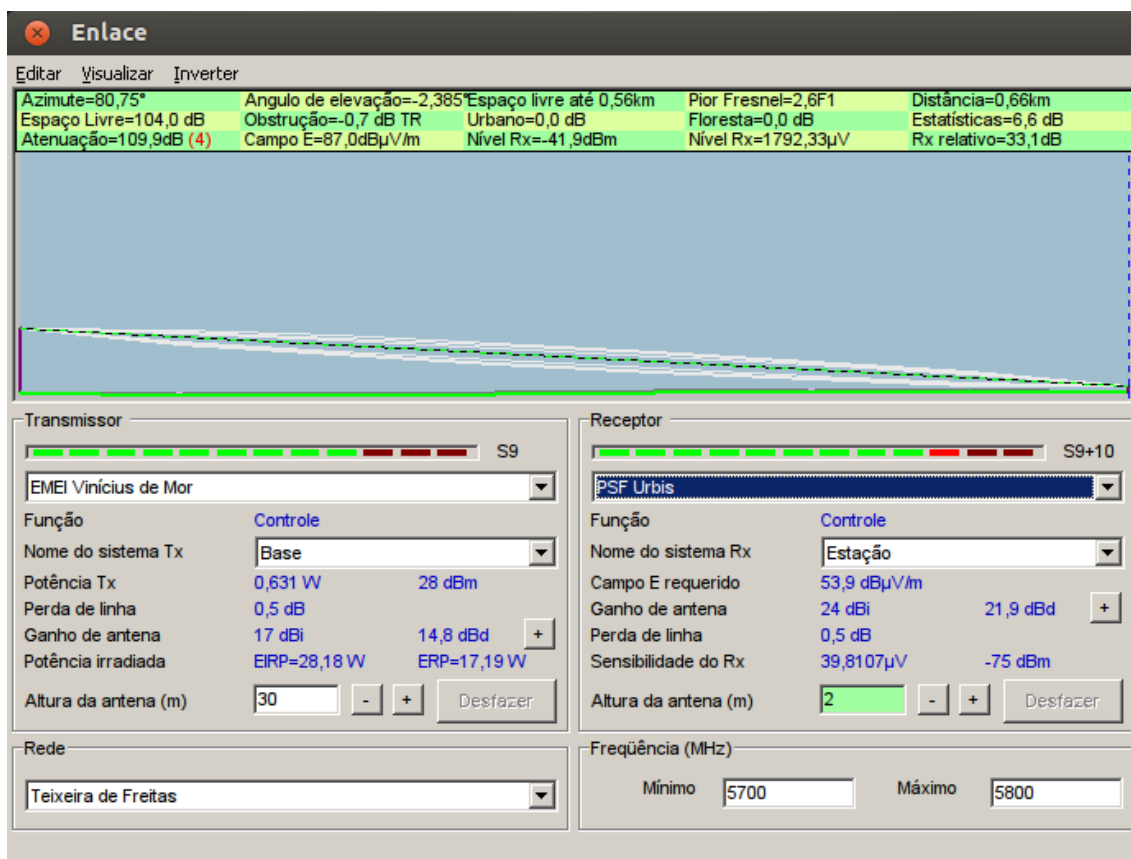 Enlace
Editar Visualizar Inverter
Azimute=80,75° Angulo de elevação=-2,385° Espaço livre até 0,56km Pior Fresnel=2,6F1 Distância=0,66km
Espaço Livre=104,0 dB Obstrução=-0,7 dB TR Urbano=0,0 dB Floresta=0,0 dB Estatísticas=6,6 dB
Atenuação=109,9dB (4) Campo E=87,0dBµV/m Nível Rx=-41,9dBm Nível Rx=1792,33µV Rx relativo=33,1dB
Transmissor
S9
EMEI Vinícius de Mor
Função Controle
Nome do sistema Tx Base
Potência Tx 0,631 W 28 dBm
Perda de linha 0,5 dB
Ganho de antena 17 dBi 14,8 dBd +
Potência irradiada EIRP=28,18 W ERP=17,19 W
Altura da antena (m) 30 - + Desfazer
Rede
Teixeira de Freitas
Receptor
S9+10
PSF Urbis
Função Controle
Nome do sistema Rx Estação
Campo E requerido 53,9 dBµV/m
Ganho de antena 24 dBi 21,9 dBd +
Perda de linha 0,5 dB
Sensibilidade do Rx 39,8107µV -75 dBm
Altura da antena (m) 2 - + Desfazer
Freqüência (MHz)
Mínimo 5700 Máximo 5800